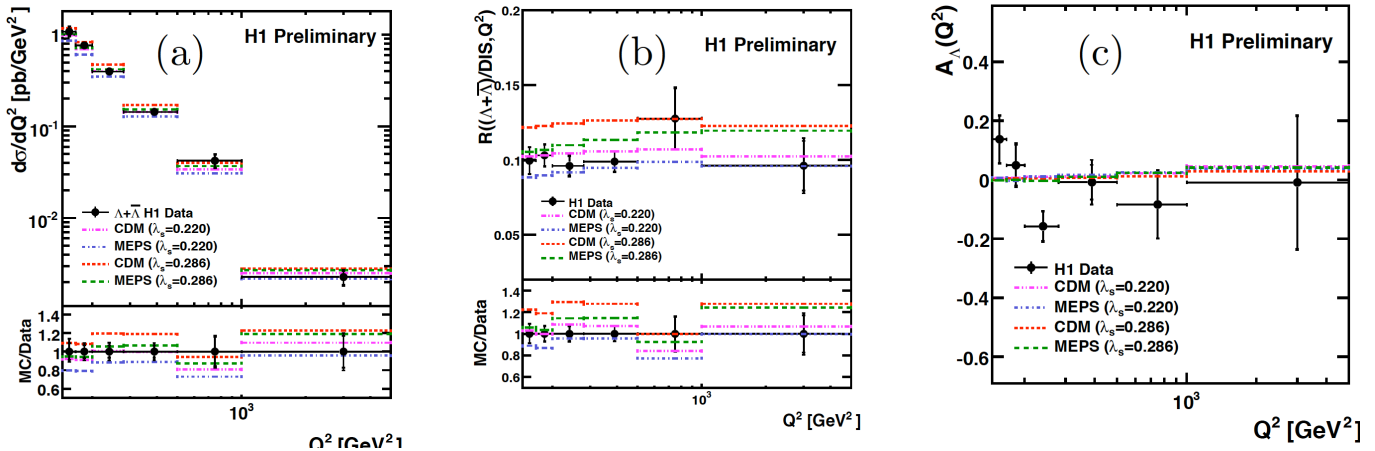 (a)
H1 Preliminary
dσ/dQ² [pb/GeV²]
1
10⁻¹
10⁻²
Λ+Λ̅ H1 Data
CDM (λₛ=0.220)
MEPS (λₛ=0.220)
CDM (λₛ=0.286)
MEPS (λₛ=0.286)
MC/Data
1.4
1.2
1.0
0.8
0.6
10³
Q² [GeV²]
(b)
H1 Preliminary
R((Λ+Λ̅)/DIS,Q²)
0.2
0.15
0.1
0.05
H1 Data
CDM (λₛ=0.220)
MEPS (λₛ=0.220)
CDM (λₛ=0.286)
MEPS (λₛ=0.286)
MC/Data
1.4
1.2
1.0
0.8
0.6
10³
Q² [GeV²]
(c)
H1 Preliminary
A_Λ(Q²)
0.4
0.2
0
-0.2
-0.4
-0.6
H1 Data
CDM (λₛ=0.220)
MEPS (λₛ=0.220)
CDM (λₛ=0.286)
MEPS (λₛ=0.286)
10³
Q² [GeV²]